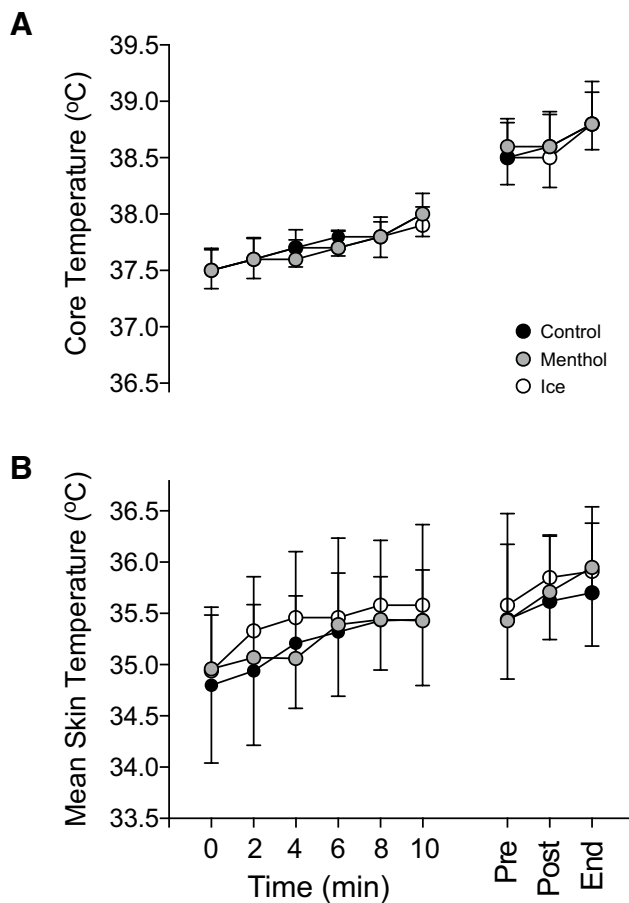 A
Core Temperature (ºC)
39.5
39.0
38.5
38.0
37.5
37.0
36.5
Control
Menthol
Ice
B
Mean Skin Temperature (ºC)
36.5
36.0
35.5
35.0
34.5
34.0
33.5
0 2 4 6 8 10 Pre Post End
Time (min)